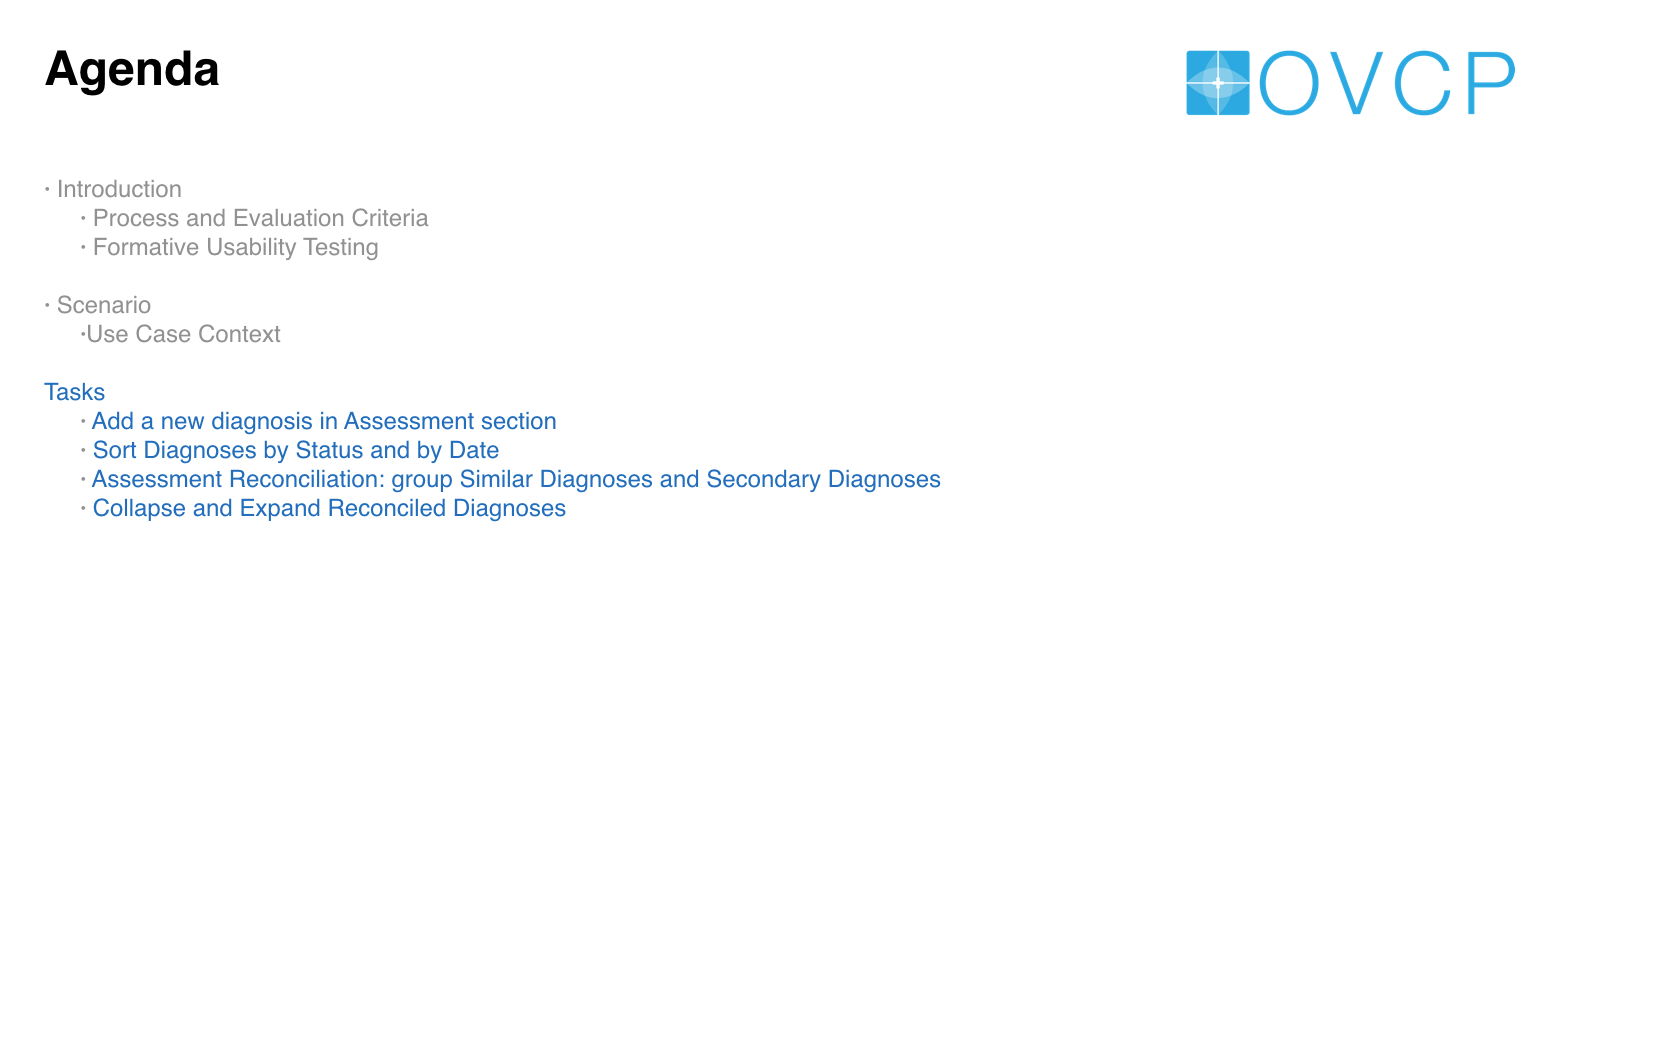 Agenda
OVCP
· Introduction
· Process and Evaluation Criteria
· Formative Usability Testing
· Scenario
·Use Case Context
Tasks
· Add a new diagnosis in Assessment section
· Sort Diagnoses by Status and by Date
· Assessment Reconciliation: group Similar Diagnoses and Secondary Diagnoses
· Collapse and Expand Reconciled Diagnoses